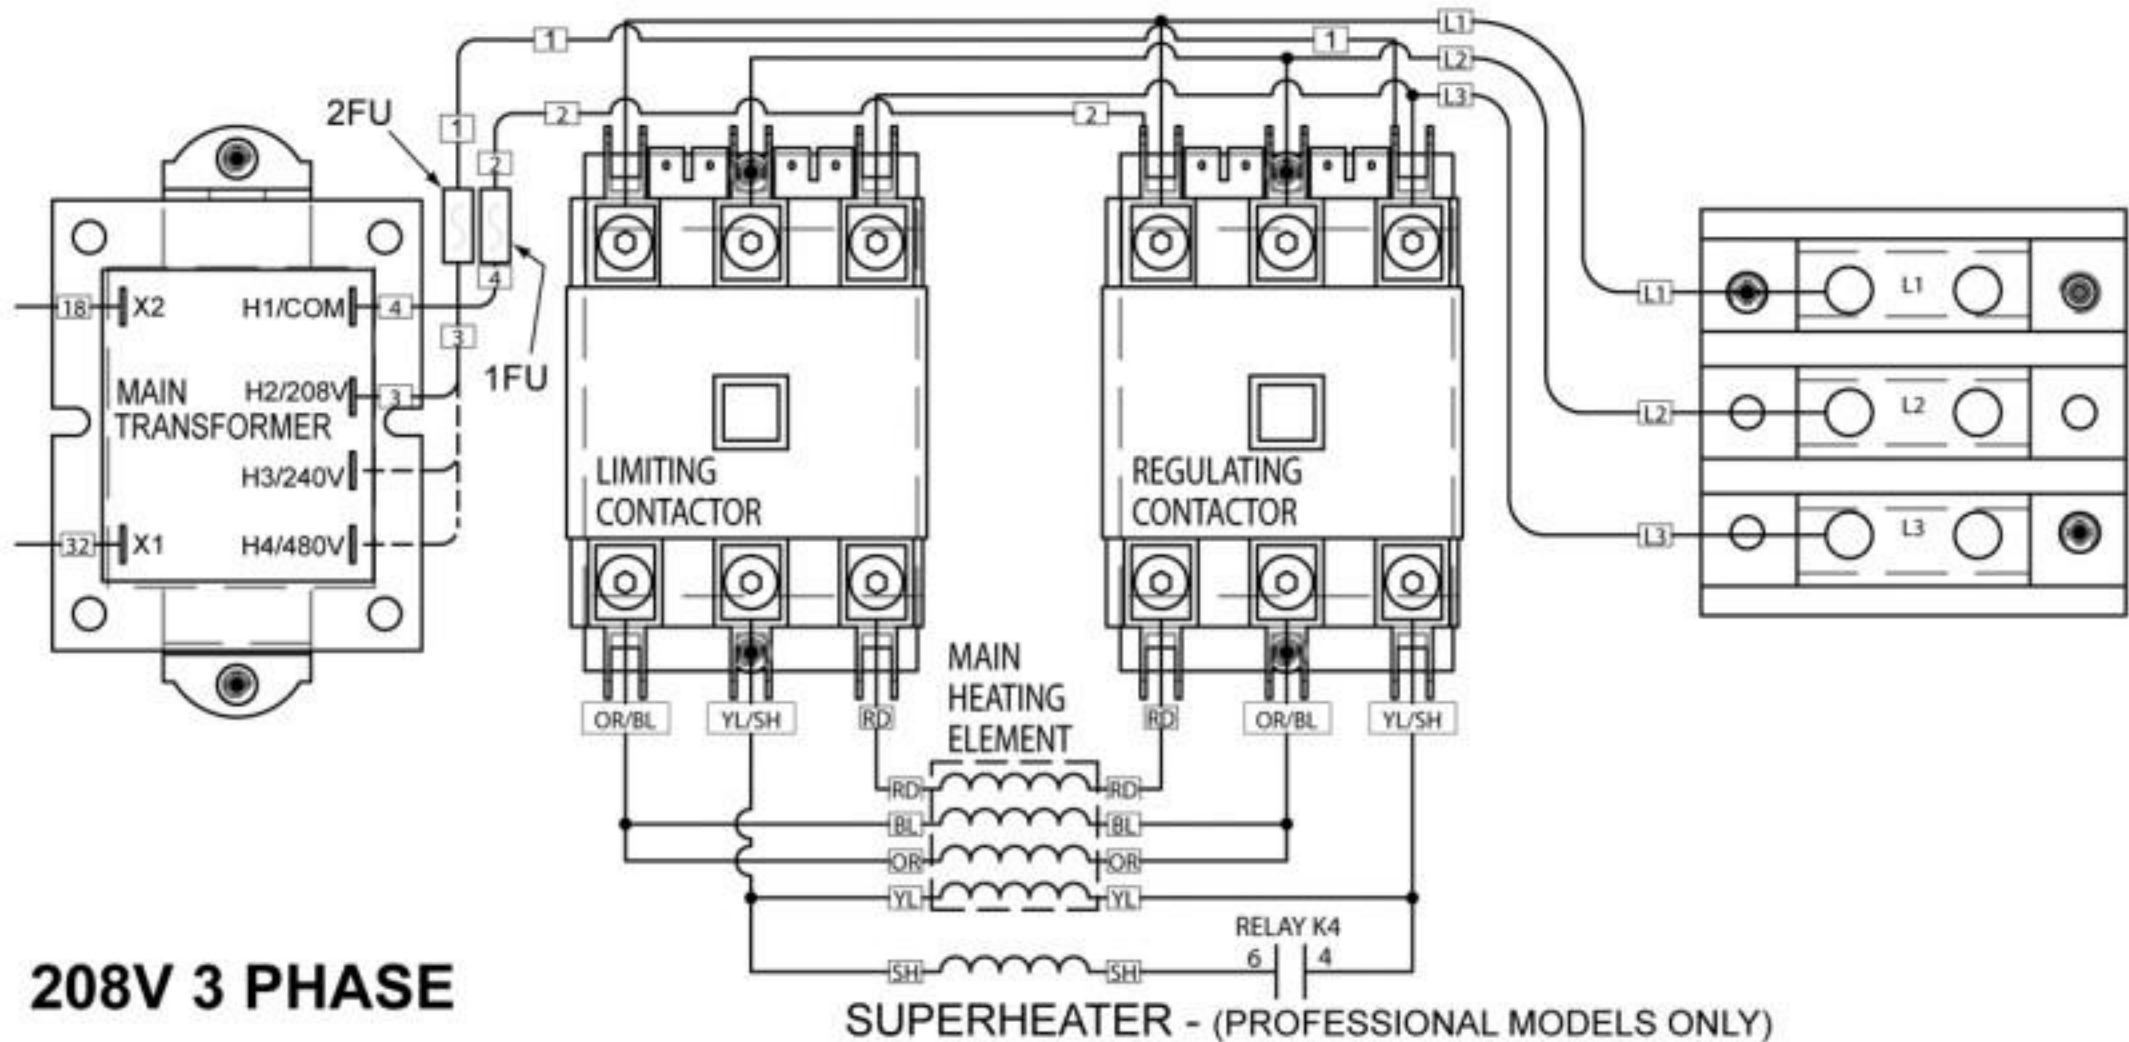 1
1
L1
L2
L3
2FU
1
2
2
2
4
18
X2
H1/COM
4
3
1FU
MAIN
TRANSFORMER
H2/208V
3
H3/240V
32
X1
H4/480V
LIMITING
CONTACTOR
REGULATING
CONTACTOR
L1
L1
L2
L2
L3
L3
OR/BL
YL/SH
RD
MAIN
HEATING
ELEMENT
RD
OR/BL
YL/SH
RD
RD
BL
BL
OR
OR
YL
YL
RELAY K4
6
4
SH
SH
208V 3 PHASE
SUPERHEATER - (PROFESSIONAL MODELS ONLY)